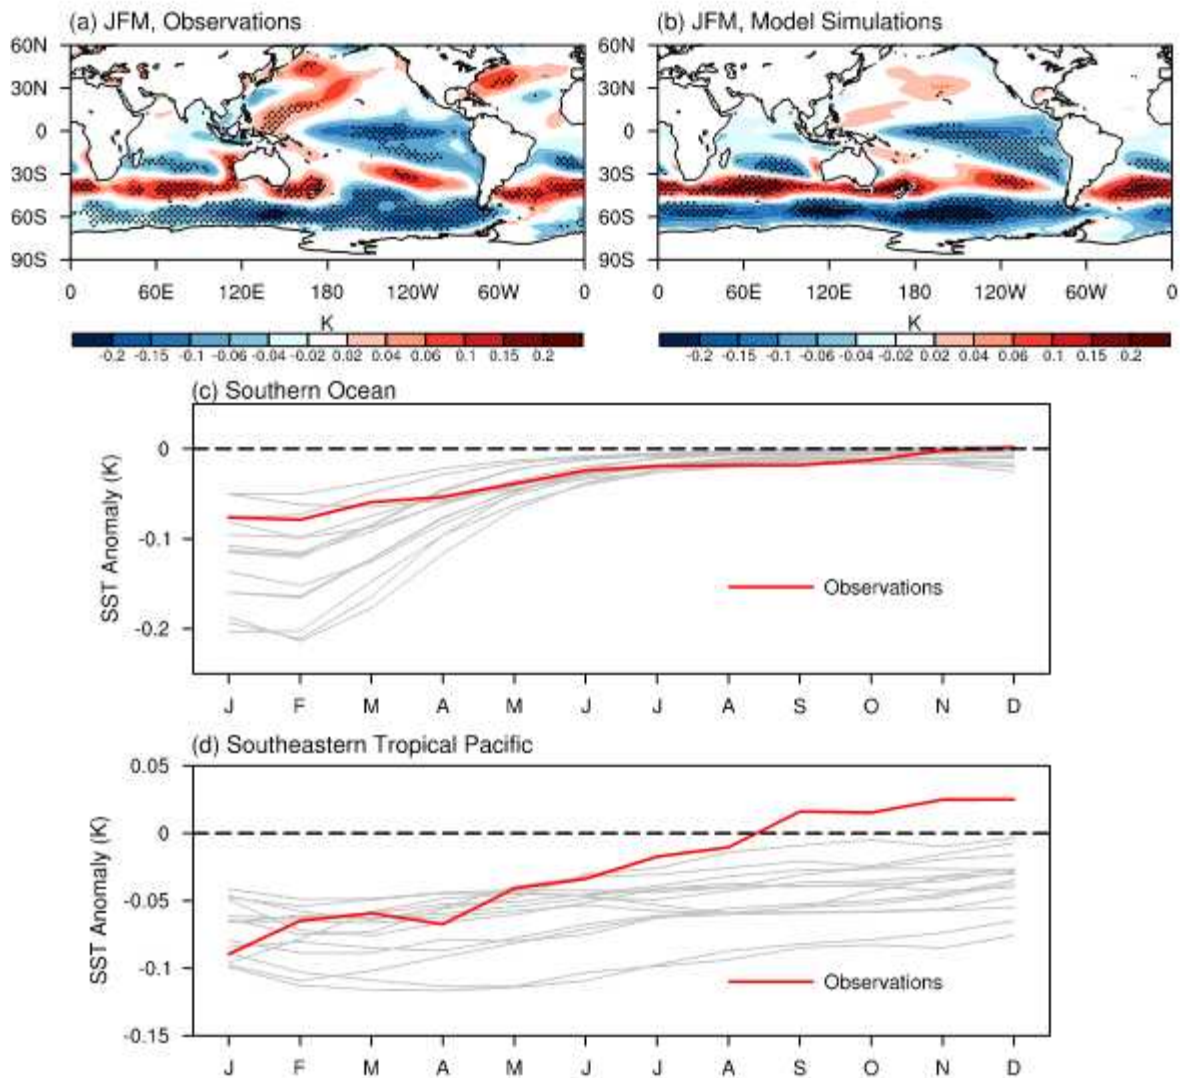 (a) JFM, Observations
(b) JFM, Model Simulations
60N
30N
0
30S
60S
90S
0 60E 120E 180 120W 60W 0
60N
30N
0
30S
60S
90S
0 60E 120E 180 120W 60W 0
K
-0.2 -0.15 -0.1 -0.06 -0.04 -0.02 0.02 0.04 0.06 0.1 0.15 0.2
K
-0.2 -0.15 -0.1 -0.06 -0.04 -0.02 0.02 0.04 0.06 0.1 0.15 0.2
(c) Southern Ocean
SST Anomaly (K)
0
-0.1
-0.2
Observations
J F M A M J J A S O N D
(d) Southeastern Tropical Pacific
SST Anomaly (K)
0.05
0
-0.05
-0.1
-0.15
Observations
J F M A M J J A S O N D